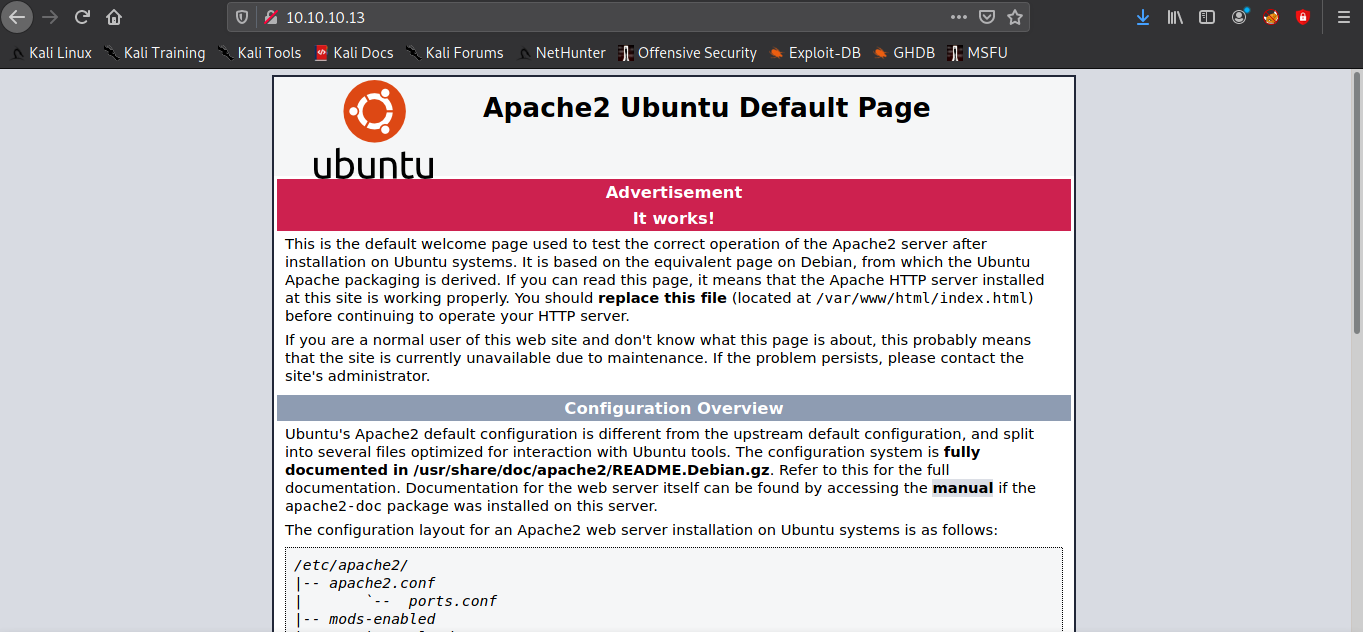 10.10.10.13
Kali Linux Kali Training Kali Tools Kali Docs Kali Forums NetHunter Offensive Security Exploit-DB GHDB MSFU
ubuntu
Apache2 Ubuntu Default Page
Advertisement
It works!
This is the default welcome page used to test the correct operation of the Apache2 server after
installation on Ubuntu systems. It is based on the equivalent page on Debian, from which the Ubuntu
Apache packaging is derived. If you can read this page, it means that the Apache HTTP server installed
at this site is working properly. You should replace this file (located at /var/www/html/index.html)
before continuing to operate your HTTP server.
If you are a normal user of this web site and don't know what this page is about, this probably means
that the site is currently unavailable due to maintenance. If the problem persists, please contact the
site's administrator.
Configuration Overview
Ubuntu's Apache2 default configuration is different from the upstream default configuration, and split
into several files optimized for interaction with Ubuntu tools. The configuration system is fully
documented in /usr/share/doc/apache2/README.Debian.gz. Refer to this for the full
documentation. Documentation for the web server itself can be found by accessing the manual if the
apache2-doc package was installed on this server.
The configuration layout for an Apache2 web server installation on Ubuntu systems is as follows:
/etc/apache2/
|-- apache2.conf
|       `--  ports.conf
|-- mods-enabled